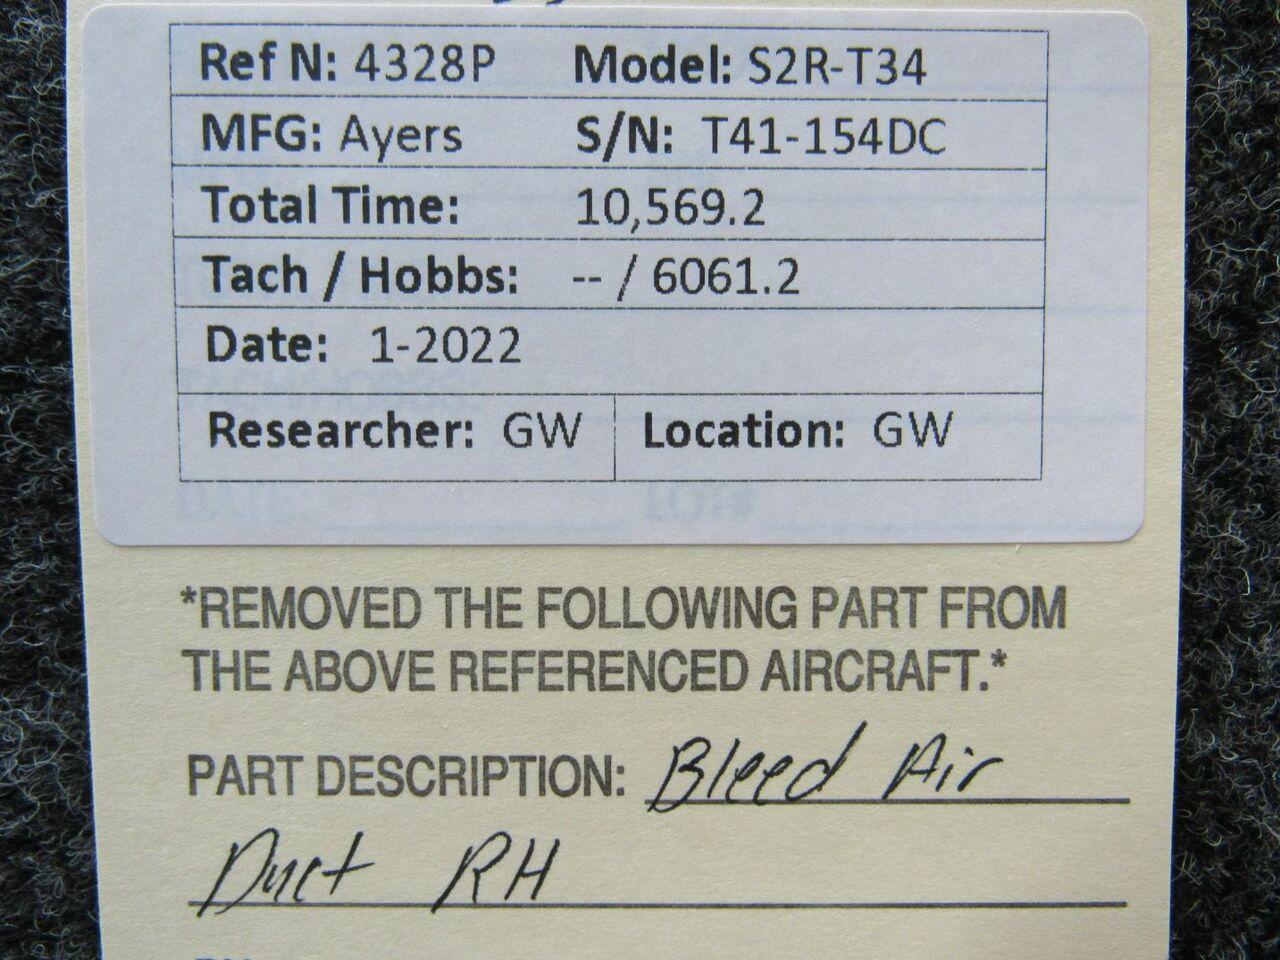 Ref N: 4328P Model: S2R-T34
MFG: Ayers S/N: T41-154DC
Total Time: 10,569.2
Tach / Hobbs: -- / 6061.2
Date: 1-2022
Researcher: GW Location: GW
*REMOVED THE FOLLOWING PART FROM
THE ABOVE REFERENCED AIRCRAFT.*
PART DESCRIPTION: Bleed Air
Duct RH